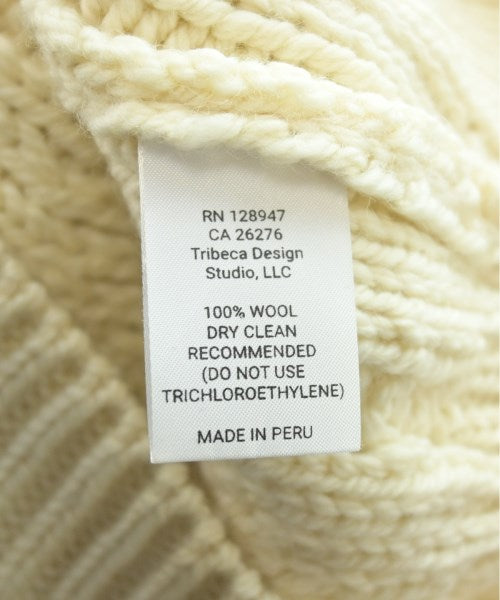 RN 128947
CA 26276
Tribeca Design
Studio, LLC
100% WOOL
DRY CLEAN
RECOMMENDED
(DO NOT USE
TRICHLOROETHYLENE)
MADE IN PERU